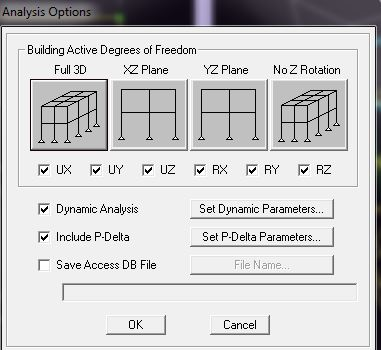 Analysis Options
Building Active Degrees of Freedom
Full 3D XZ Plane YZ Plane No Z Rotation
UX UY UZ RX RY RZ
Dynamic Analysis Set Dynamic Parameters...
Include P-Delta Set P-Delta Parameters...
Save Access DB File File Name...
OK Cancel